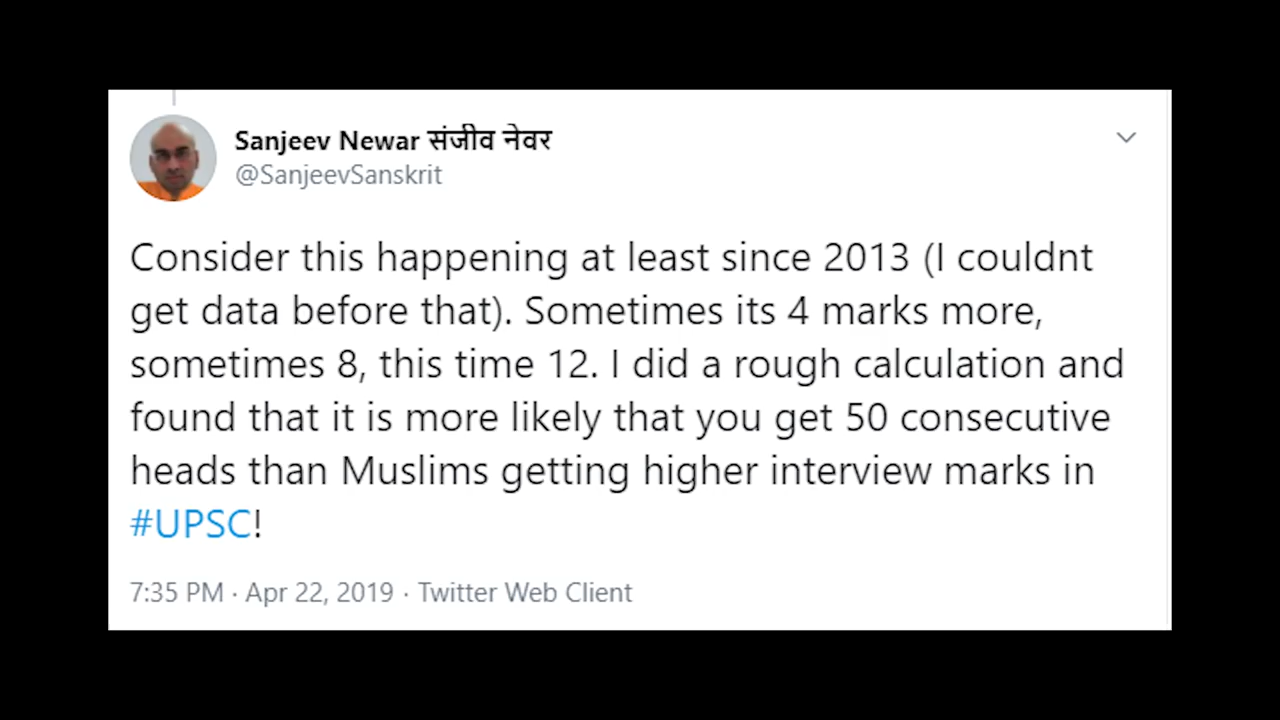 Sanjeev Newar संजीव नेवर
@SanjeevSanskrit
Consider this happening at least since 2013 (I couldnt
get data before that). Sometimes its 4 marks more,
sometimes 8, this time 12. I did a rough calculation and
found that it is more likely that you get 50 consecutive
heads than Muslims getting higher interview marks in
#UPSC!
7:35 PM · Apr 22, 2019 · Twitter Web Client